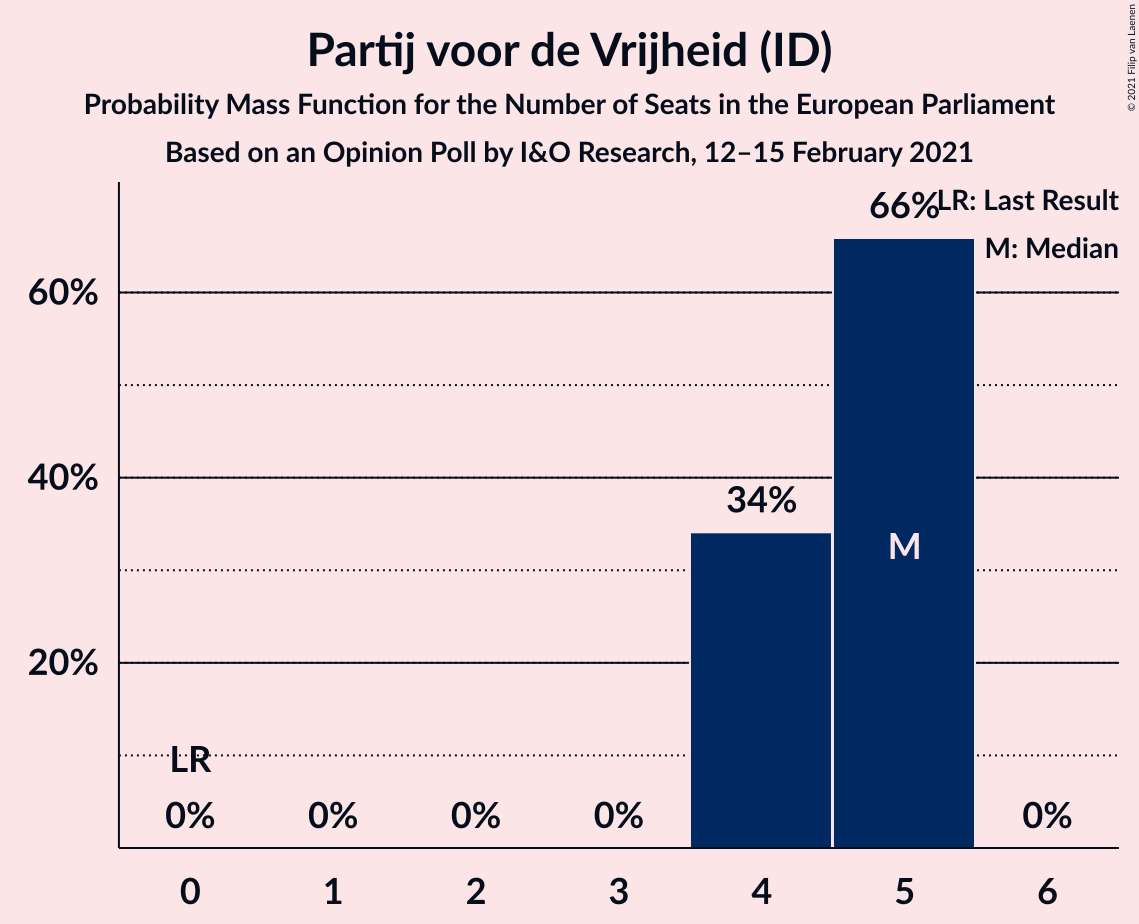 Partij voor de Vrijheid (ID)
Probability Mass Function for the Number of Seats in the European Parliament
Based on an Opinion Poll by I&O Research, 12–15 February 2021
© 2021 Filip van Laenen
LR: Last Result
M: Median
66%
60%
40%
34%
M
20%
LR
0% 0% 0% 0% 0%
0 1 2 3 4 5 6